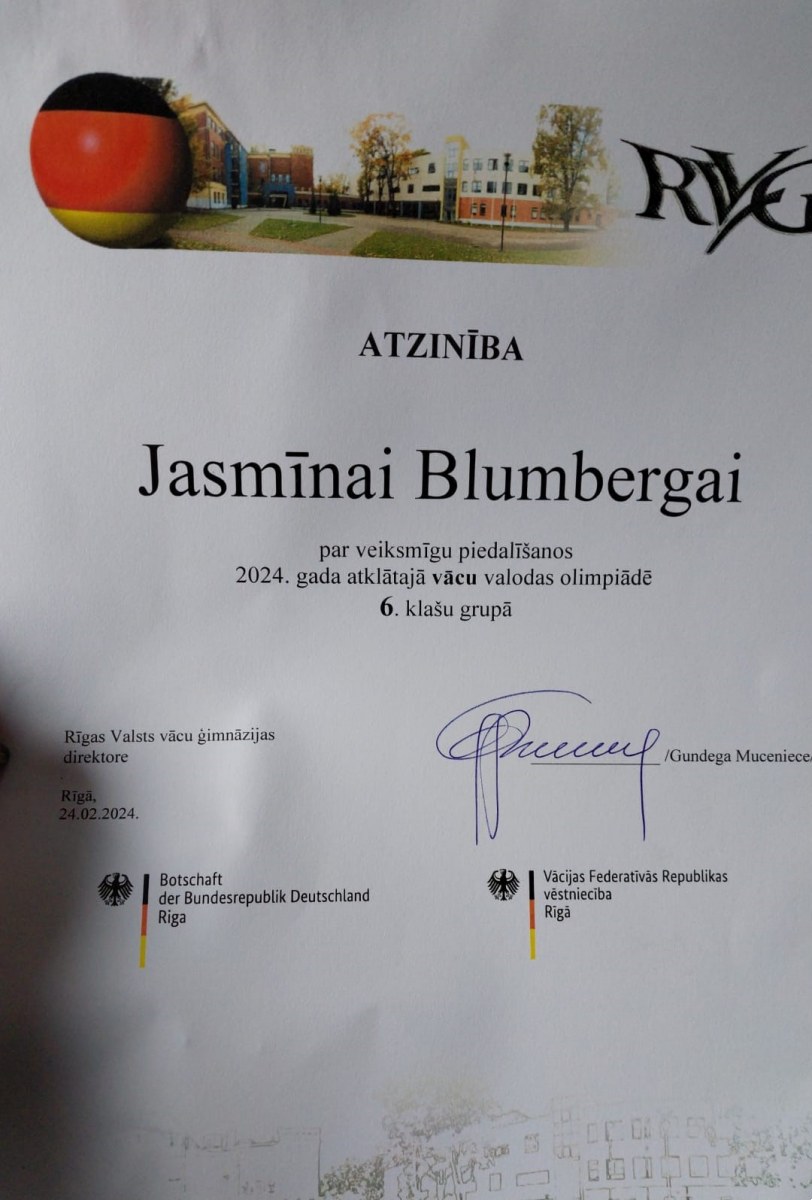 RVG
ATZINĪBA
Jasmīnai Blumbergai
par veiksmīgu piedalīšanos
2024. gada atklātajā vācu valodas olimpiādē
6. klašu grupā
Rīgas Valsts vācu ģimnāzijas
direktore
/Gundega Muceniece/
Rīgā,
24.02.2024.
Botschaft
der Bundesrepublik Deutschland
Riga
Vācijas Federatīvās Republikas
vēstniecība
Rīgā